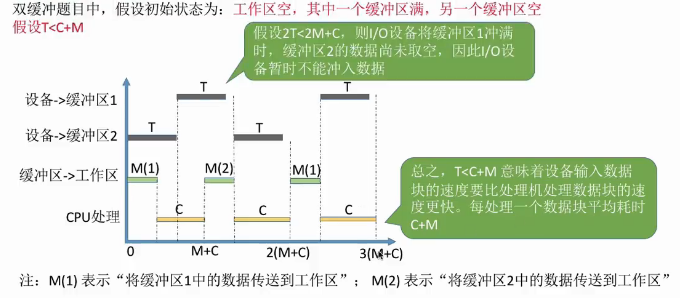 双缓冲题目中，假设初始状态为：工作区空，其中一个缓冲区满，另一个缓冲区空
假设T<C+M
假设2T<2M+C，则I/O设备将缓冲区1冲满
时，缓冲区2的数据尚未取空，因此I/O设
备暂时不能冲入数据
设备->缓冲区1
T
T
设备->缓冲区2
T
T
缓冲区->工作区
M(1)
M(2)
M(1)
CPU处理
C
C
C
0
M+C
2(M+C)
3(M+C)
总之，T<C+M 意味着设备输入数据
块的速度要比处理机处理数据块的速
度更快。每处理一个数据块平均耗时
C+M
注：M(1) 表示“将缓冲区1中的数据传送到工作区”； M(2) 表示“将缓冲区2中的数据传送到工作区”